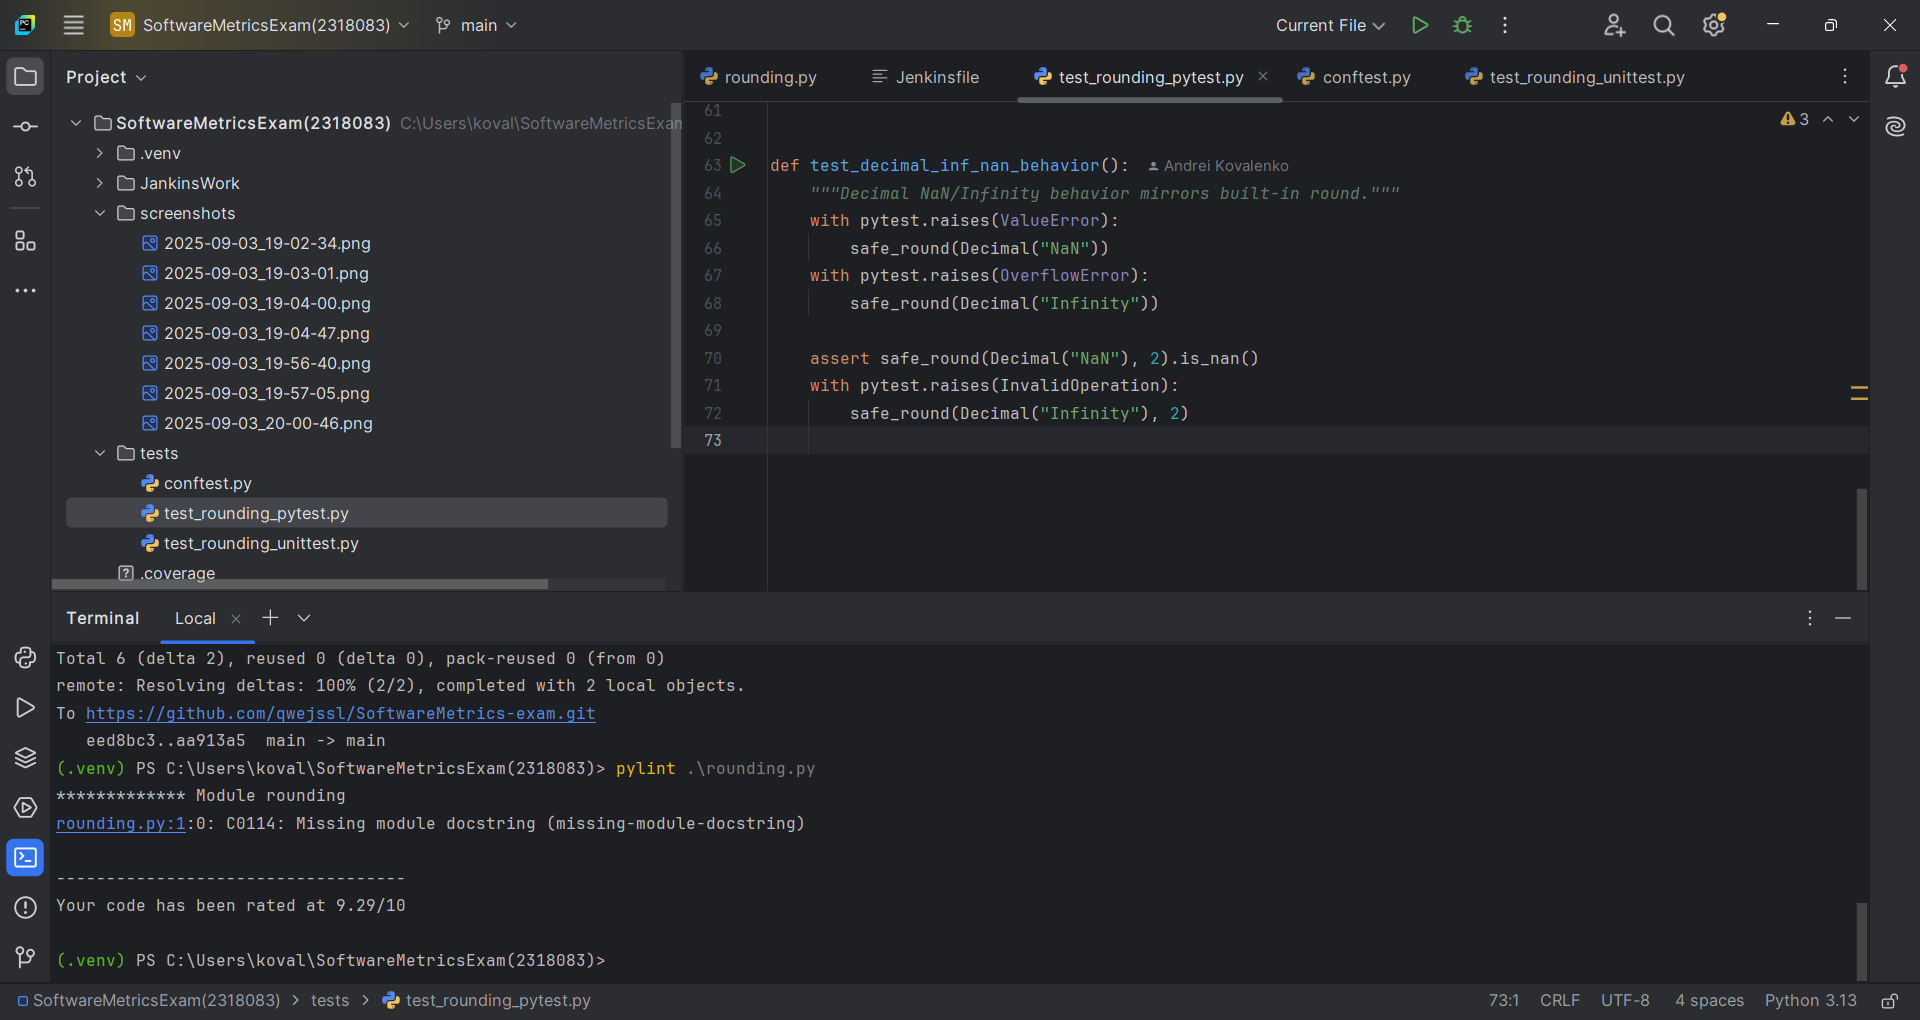 SM SoftwareMetricsExam(2318083) main Current File
Project
SoftwareMetricsExam(2318083) C:\Users\koval\SoftwareMetricsExam
.venv
JankinsWork
screenshots
2025-09-03_19-02-34.png
2025-09-03_19-03-01.png
2025-09-03_19-04-00.png
2025-09-03_19-04-47.png
2025-09-03_19-56-40.png
2025-09-03_19-57-05.png
2025-09-03_20-00-46.png
tests
conftest.py
test_rounding_pytest.py
test_rounding_unittest.py
.coverage
rounding.py Jenkinsfile test_rounding_pytest.py conftest.py test_rounding_unittest.py
3
61
62
63 def test_decimal_inf_nan_behavior(): Andrei Kovalenko
64 """Decimal NaN/Infinity behavior mirrors built-in round."""
65 with pytest.raises(ValueError):
66 safe_round(Decimal("NaN"))
67 with pytest.raises(OverflowError):
68 safe_round(Decimal("Infinity"))
69
70 assert safe_round(Decimal("NaN"), 2).is_nan()
71 with pytest.raises(InvalidOperation):
72 safe_round(Decimal("Infinity"), 2)
73
Terminal Local
Total 6 (delta 2), reused 0 (delta 0), pack-reused 0 (from 0)
remote: Resolving deltas: 100% (2/2), completed with 2 local objects.
To https://github.com/qwejssl/SoftwareMetrics-exam.git
eed8bc3..aa913a5 main -> main
(.venv) PS C:\Users\koval\SoftwareMetricsExam(2318083)> pylint .\rounding.py
************* Module rounding
rounding.py:1:0: C0114: Missing module docstring (missing-module-docstring)
-----------------------------------
Your code has been rated at 9.29/10
(.venv) PS C:\Users\koval\SoftwareMetricsExam(2318083)>
SoftwareMetricsExam(2318083) > tests > test_rounding_pytest.py 73:1 CRLF UTF-8 4 spaces Python 3.13